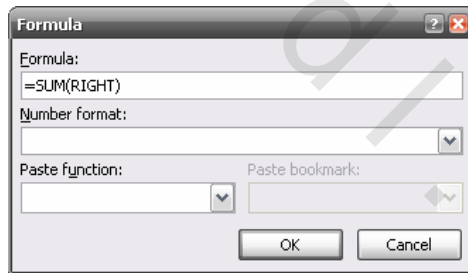 Formula
Formula:
=SUM(RIGHT)
Number format:
Paste function:
Paste bookmark:
OK
Cancel